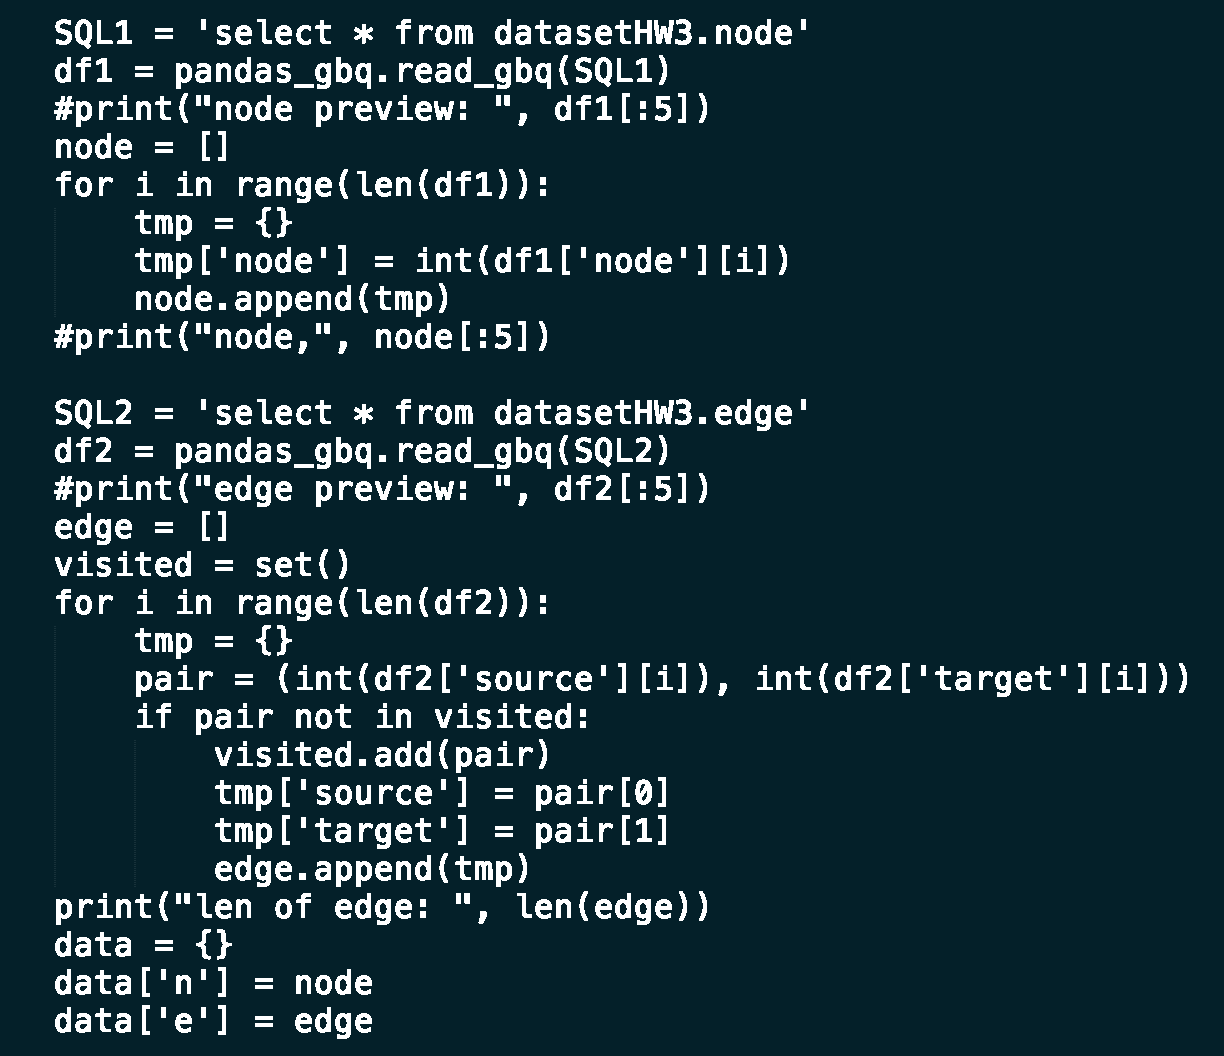 SQL1 = 'select * from datasetHW3.node'
df1 = pandas_gbq.read_gbq(SQL1)
#print("node preview: ", df1[:5])
node = []
for i in range(len(df1)):
    tmp = {}
    tmp['node'] = int(df1['node'][i])
    node.append(tmp)
#print("node,", node[:5])

SQL2 = 'select * from datasetHW3.edge'
df2 = pandas_gbq.read_gbq(SQL2)
#print("edge preview: ", df2[:5])
edge = []
visited = set()
for i in range(len(df2)):
    tmp = {}
    pair = (int(df2['source'][i]), int(df2['target'][i]))
    if pair not in visited:
        visited.add(pair)
        tmp['source'] = pair[0]
        tmp['target'] = pair[1]
        edge.append(tmp)
print("len of edge: ", len(edge))
data = {}
data['n'] = node
data['e'] = edge